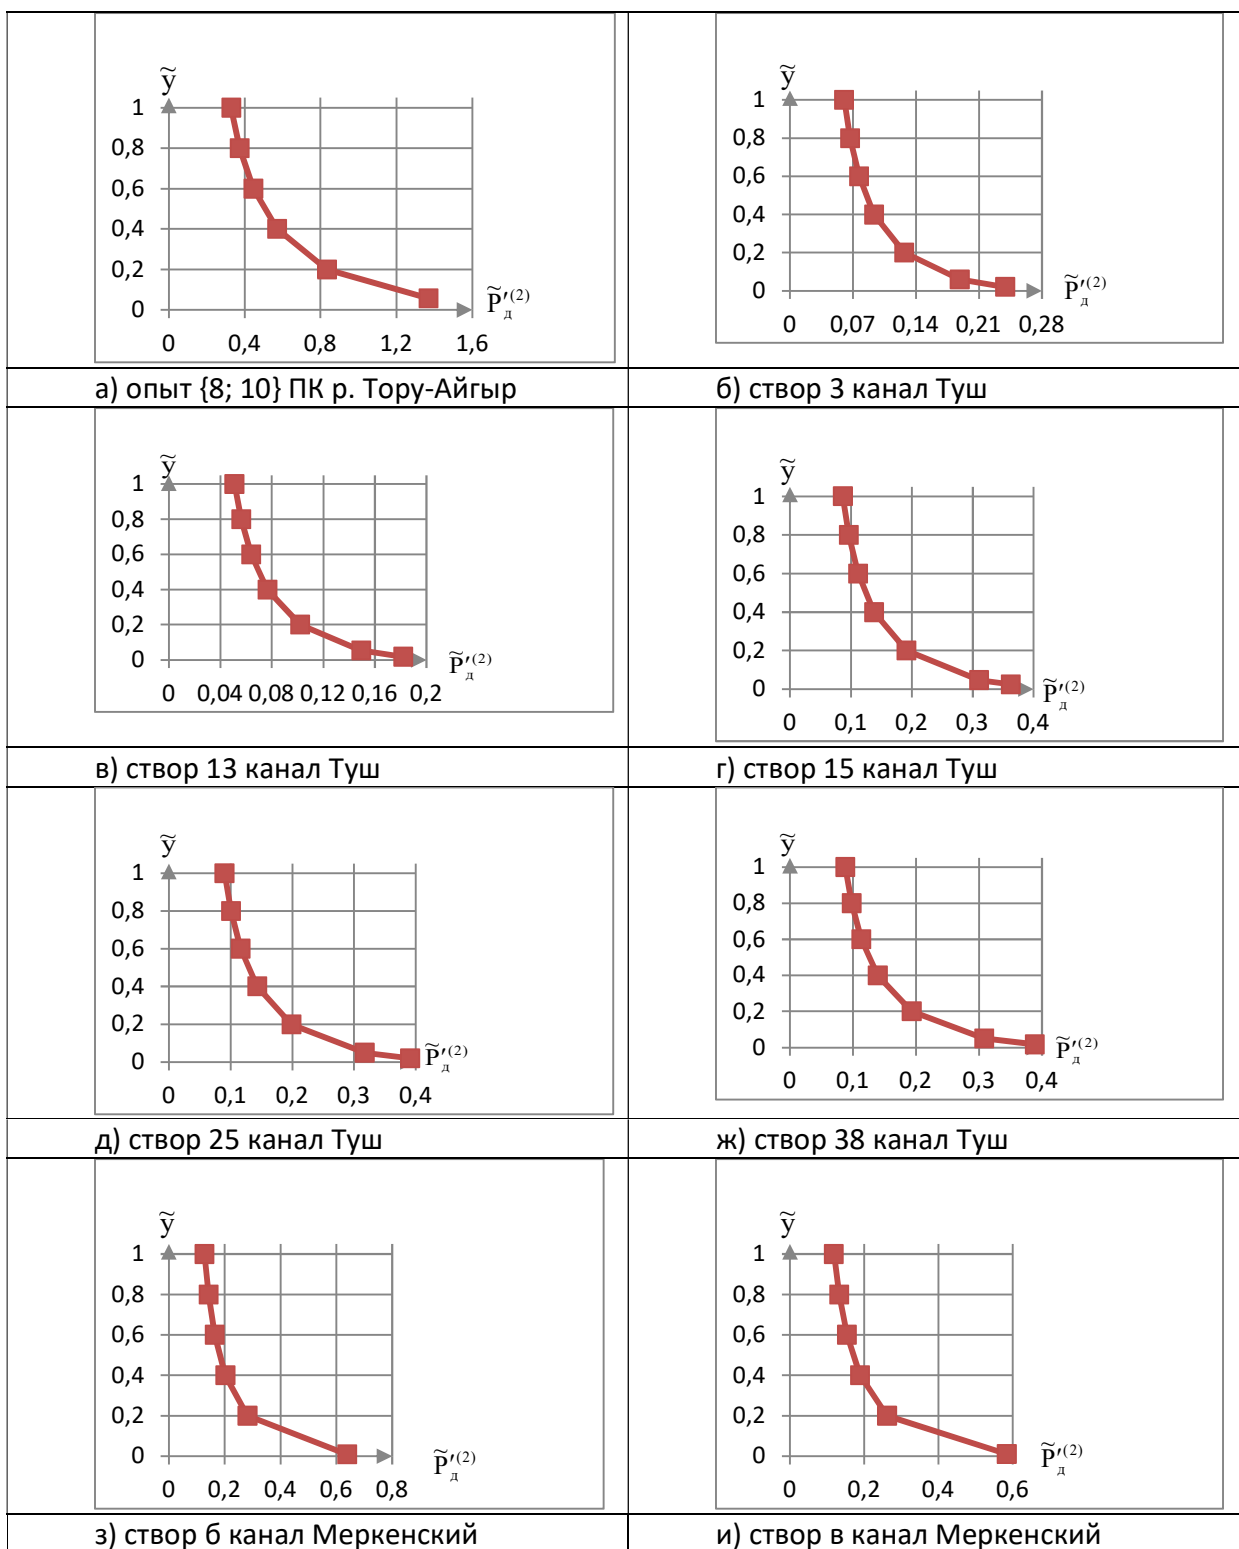 ỹ
1
0,8
0,6
0,4
0,2
0
0 0,4 0,8 1,2 1,6
P̃′д(2)
а) опыт {8; 10} ПК р. Тору-Айгыр
ỹ
1
0,8
0,6
0,4
0,2
0
0 0,07 0,14 0,21 0,28
P̃′д(2)
б) створ 3 канал Туш
ỹ
1
0,8
0,6
0,4
0,2
0
0 0,04 0,08 0,12 0,16 0,2
P̃′д(2)
в) створ 13 канал Туш
ỹ
1
0,8
0,6
0,4
0,2
0
0 0,1 0,2 0,3 0,4
P̃′д(2)
г) створ 15 канал Туш
ỹ
1
0,8
0,6
0,4
0,2
0
0 0,1 0,2 0,3 0,4
P̃′д(2)
д) створ 25 канал Туш
ỹ
1
0,8
0,6
0,4
0,2
0
0 0,1 0,2 0,3 0,4
P̃′д(2)
ж) створ 38 канал Туш
ỹ
1
0,8
0,6
0,4
0,2
0
0 0,2 0,4 0,6 0,8
P̃′д(2)
з) створ б канал Меркенский
ỹ
1
0,8
0,6
0,4
0,2
0
0 0,2 0,4 0,6
P̃′д(2)
и) створ в канал Меркенский